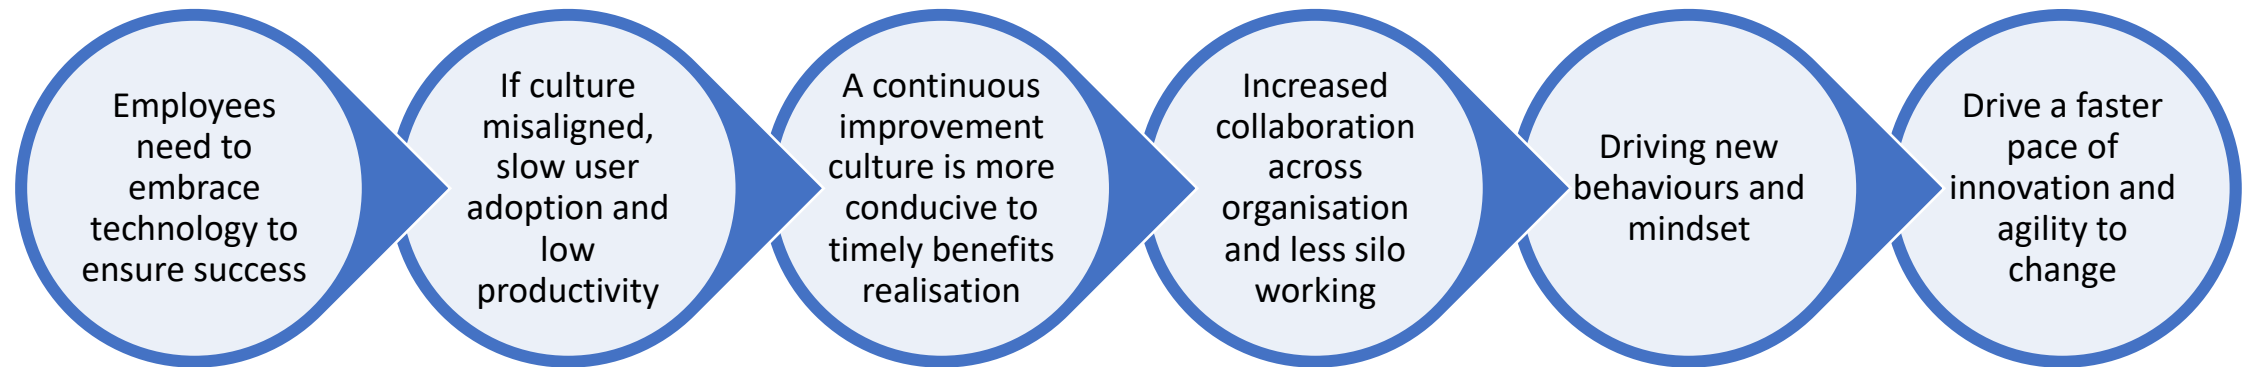 Employees
need to
embrace
technology to
ensure success
If culture
misaligned,
slow user
adoption and
low
productivity
A continuous
improvement
culture is more
conducive to
timely benefits
realisation
Increased
collaboration
across
organisation
and less silo
working
Driving new
behaviours and
mindset
Drive a faster
pace of
innovation and
agility to
change